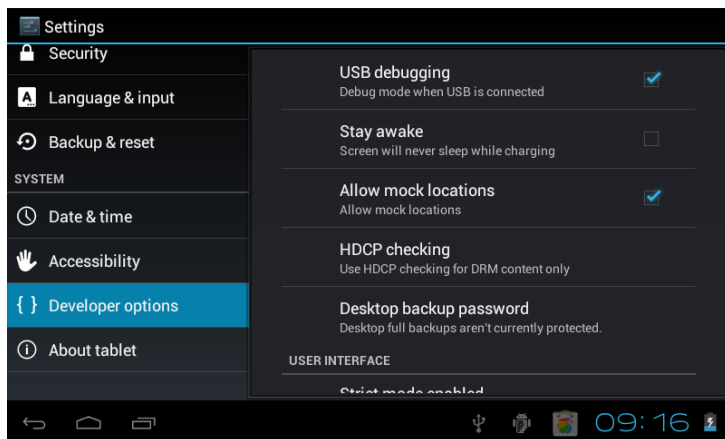 Settings
Security
Language & input
Backup & reset
SYSTEM
Date & time
Accessibility
{ } Developer options
About tablet
USB debugging
Debug mode when USB is connected
Stay awake
Screen will never sleep while charging
Allow mock locations
Allow mock locations
HDCP checking
Use HDCP checking for DRM content only
Desktop backup password
Desktop full backups aren't currently protected.
USER INTERFACE
Strict mode enabled
09:16